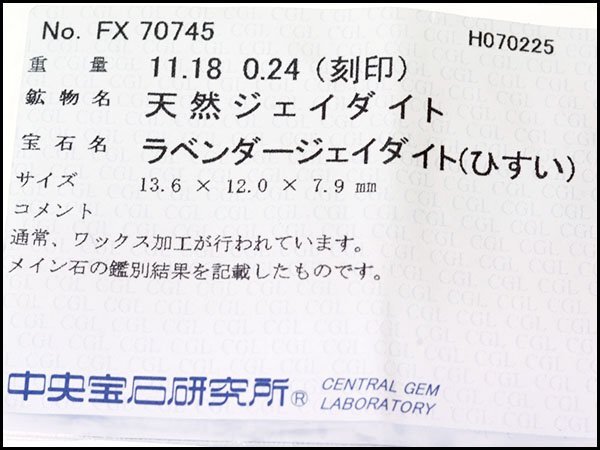 No. FX 70745
H070225
重 量 11.18 0.24 (刻印)
鉱物名 天然ジェイダイト
宝石名 ラベンダージェイダイト(ひすい)
サイズ 13.6 × 12.0 × 7.9 mm
コメント
通常、ワックス加工が行われています。
メイン石の鑑別結果を記載したものです。
中央宝石研究所® CENTRAL GEM
LABORATORY